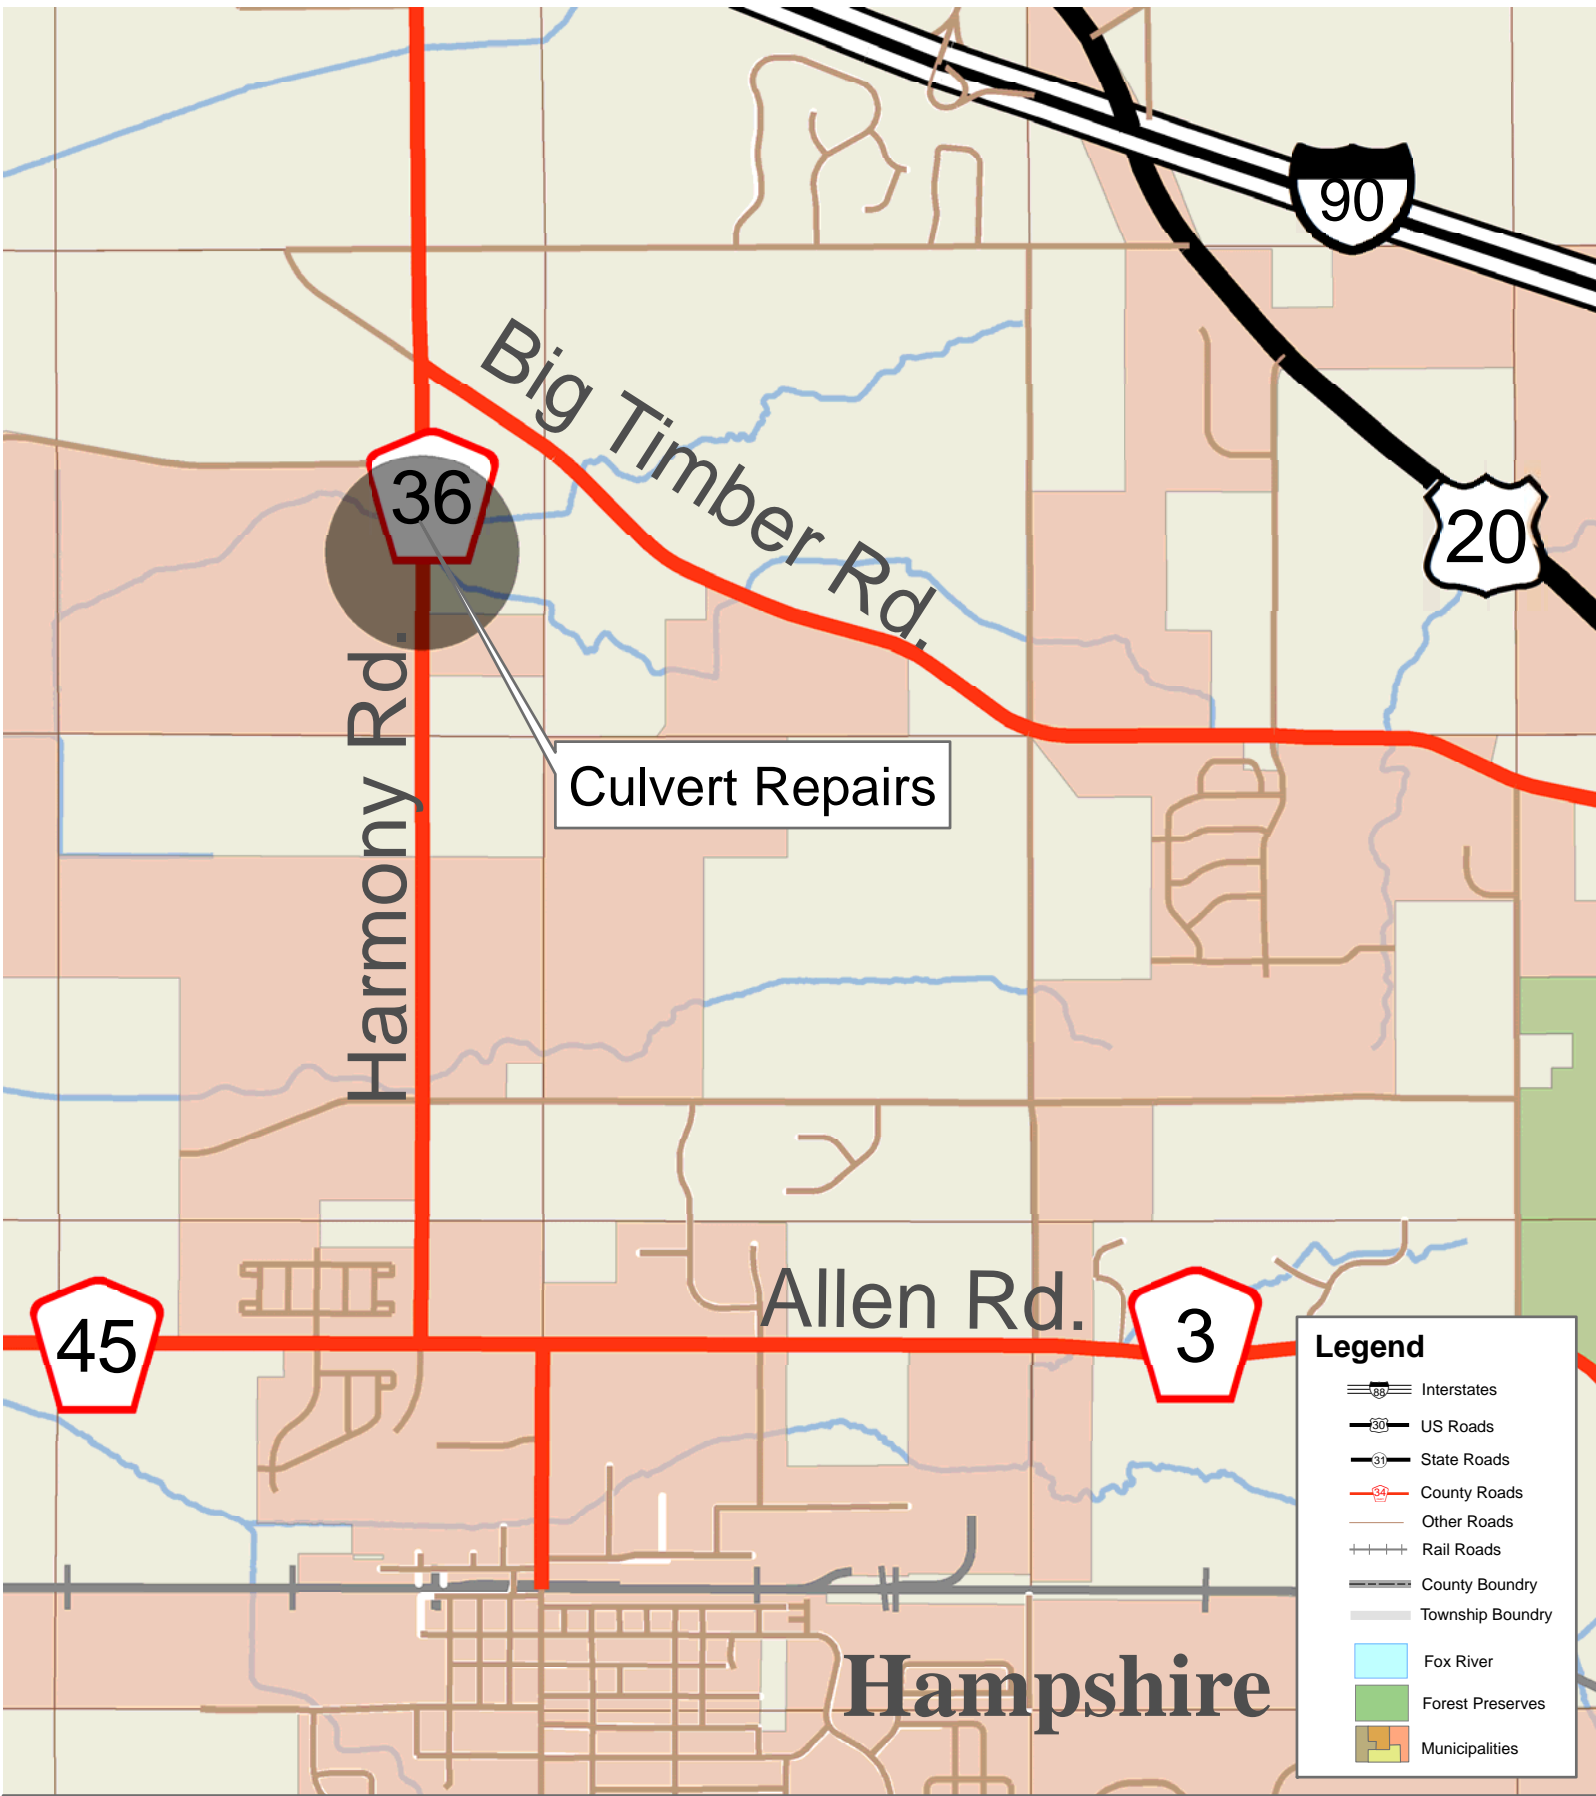 90
Big Timber Rd.
36
20
Harmony Rd.
Culvert Repairs
Allen Rd.
45
3
Hampshire
Legend
88 Interstates
30 US Roads
31 State Roads
34 County Roads
Other Roads
Rail Roads
County Boundry
Township Boundry
Fox River
Forest Preserves
Municipalities